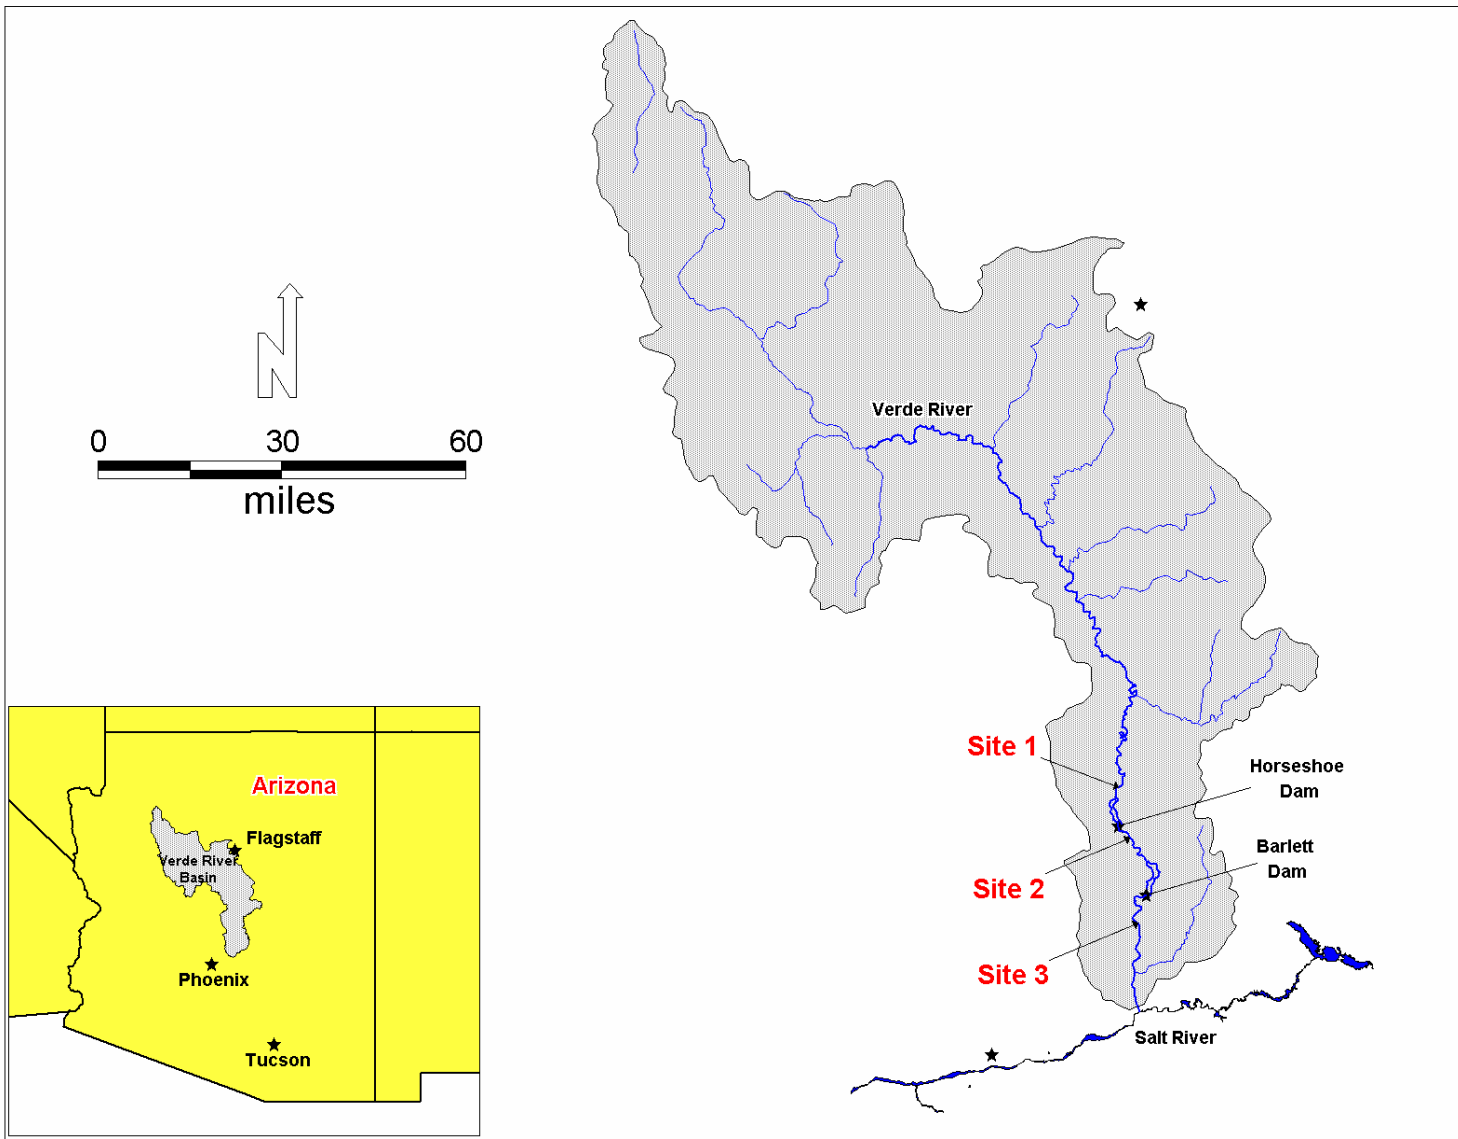 Verde River
0 30 60
miles
Site 1
Horseshoe
Dam
Site 2
Barlett
Dam
Site 3
Salt River
Arizona
Flagstaff
Verde River
Basin
Phoenix
Tucson
N